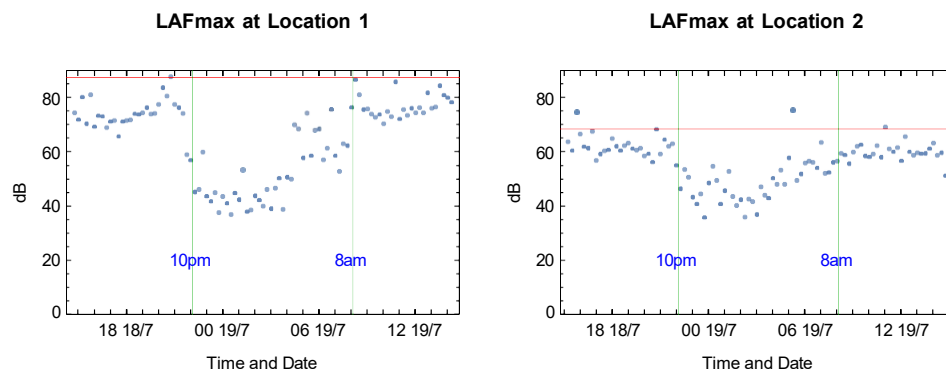 LAFmax at Location 1
80
60
40
20
0
dB
10pm
8am
18 18/7
00 19/7
06 19/7
12 19/7
Time and Date
LAFmax at Location 2
80
60
40
20
0
dB
10pm
8am
18 18/7
00 19/7
06 19/7
12 19/7
Time and Date